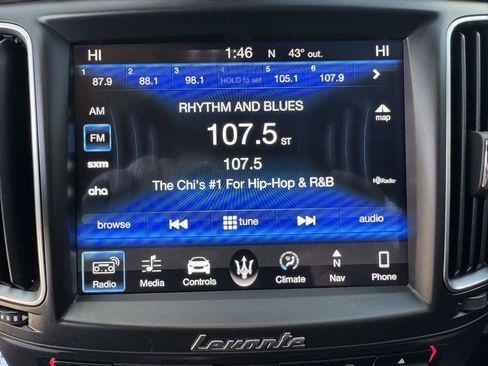 HI 1:46 N 43° out. HI
1 87.9 2 88.1 3 98.1 4 HOLD to set 5 105.1 6 107.9
AM
RHYTHM AND BLUES
map
FM
107.5 ST
sxm
107.5
aha
The Chi's #1 For Hip-Hop & R&B
HD Radio
browse tune audio
Radio Media Controls Climate N Nav Phone
Levante